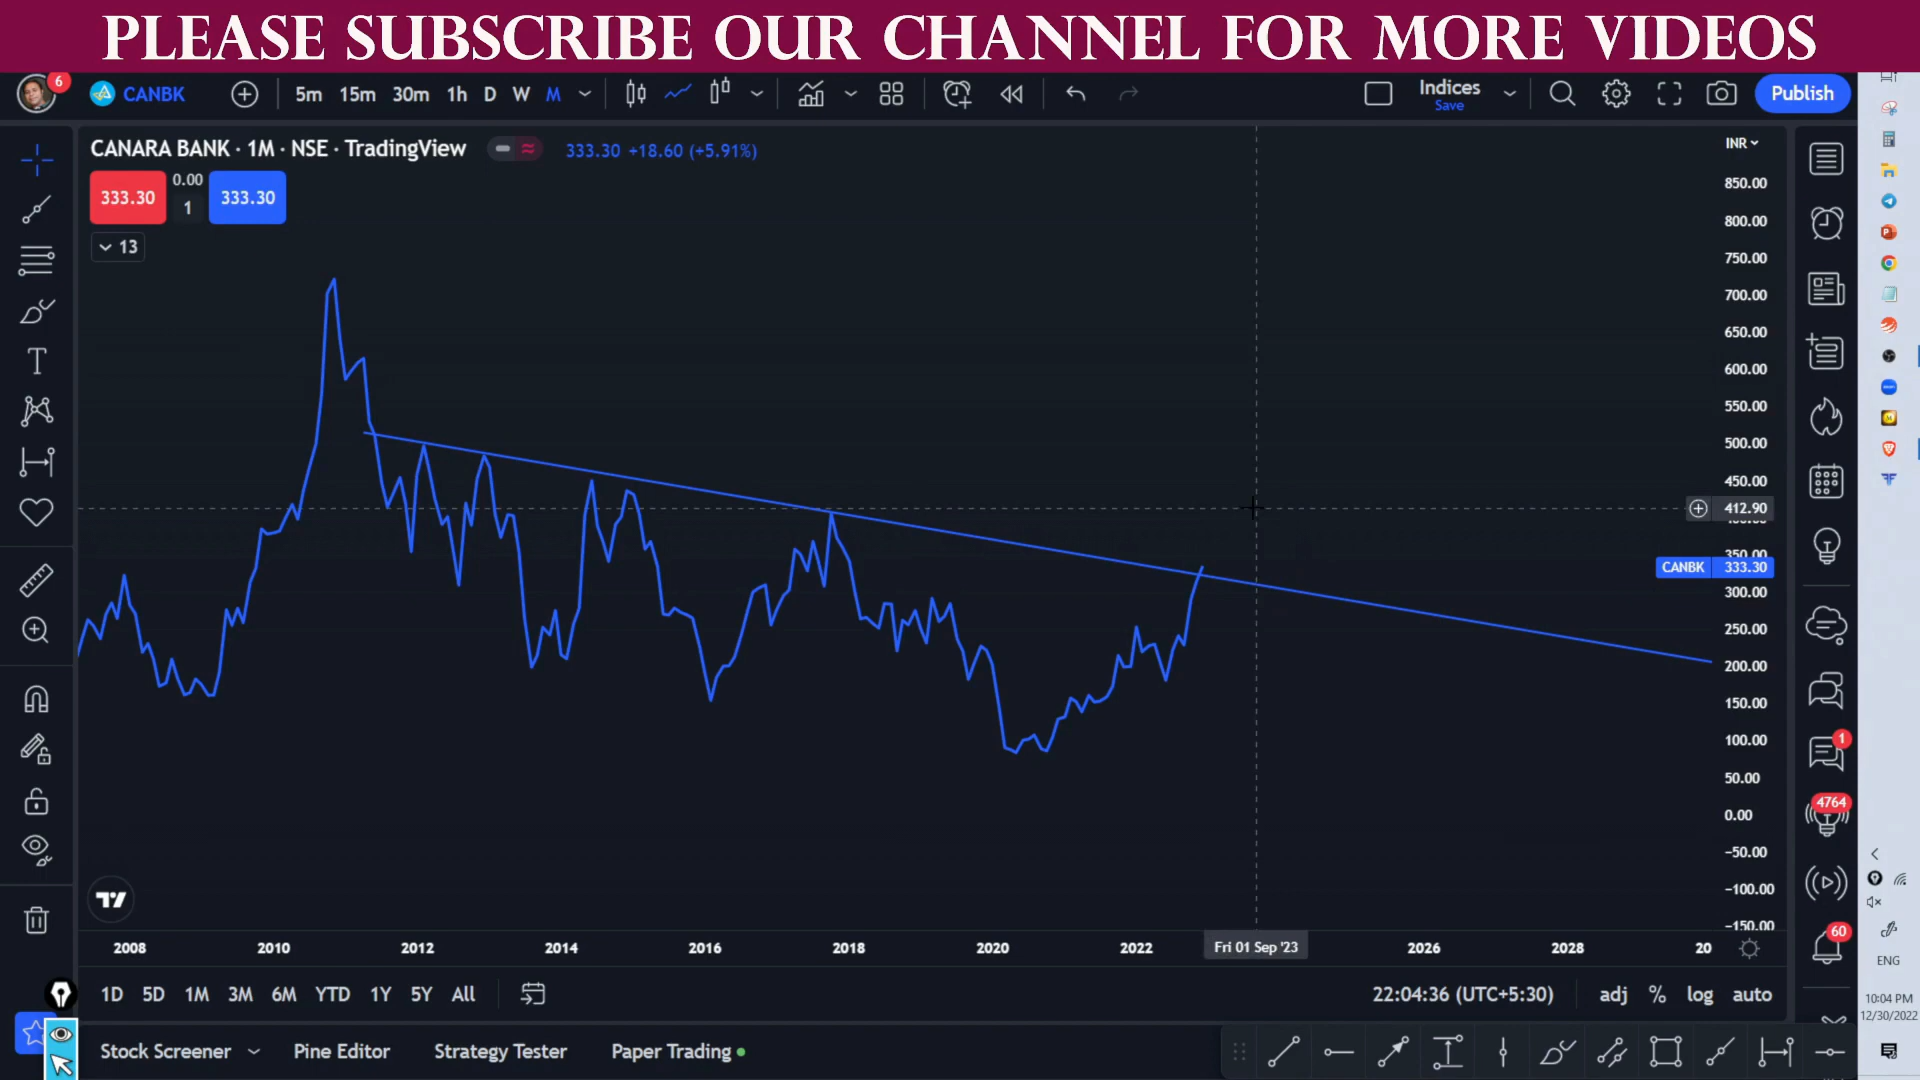 PLEASE SUBSCRIBE OUR CHANNEL FOR MORE VIDEOS
6
CANBK
5m 15m 30m 1h D W M
Indices
Save
Publish
CANARA BANK · 1M · NSE · TradingView
333.30 +18.60 (+5.91%)
INR
333.30
0.00
1
333.30
13
850.00
800.00
750.00
700.00
650.00
600.00
550.00
500.00
450.00
412.90
350.00
CANBK 333.30
300.00
250.00
200.00
150.00
100.00
50.00
0.00
−50.00
−100.00
−150.00
2008 2010 2012 2014 2016 2018 2020 2022 Fri 01 Sep '23 2026 2028 20
1D 5D 1M 3M 6M YTD 1Y 5Y All
22:04:36 (UTC+5:30)
adj % log auto
Stock Screener
Pine Editor
Strategy Tester
Paper Trading
1
4764
60
ENG
10:04 PM
12/30/2022